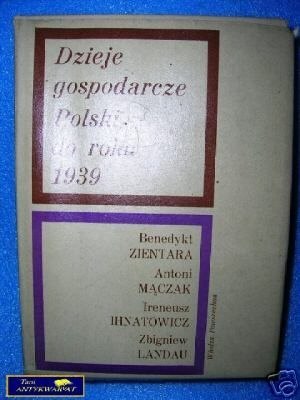 Dzieje
gospodarcze
Polski
do roku
1939
Benedykt
ZIENTARA
Antoni
MĄCZAK
Ireneusz
IHNATOWICZ
Zbigniew
LANDAU
Wiedza Powszechna
Tani
ANTYKWARIAT